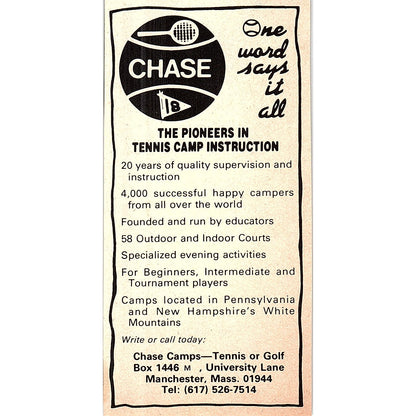 CHASE
18
One
word
says
it
all
THE PIONEERS IN
TENNIS CAMP INSTRUCTION
20 years of quality supervision and
instruction
4,000 successful happy campers
from all over the world
Founded and run by educators
58 Outdoor and Indoor Courts
Specialized evening activities
For Beginners, Intermediate and
Tournament players
Camps located in Pennsylvania
and New Hampshire's White
Mountains
Write or call today:
Chase Camps—Tennis or Golf
Box 1446 M , University Lane
Manchester, Mass. 01944
Tel: (617) 526-7514